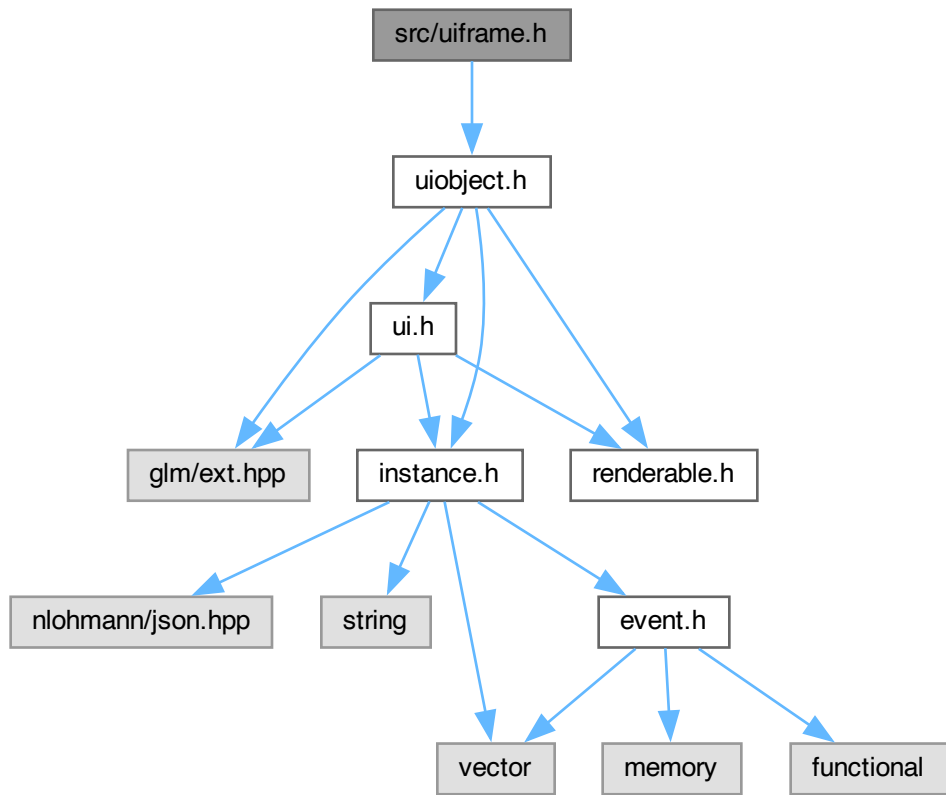 src/uiframe.h
uiobject.h
ui.h
glm/ext.hpp
instance.h
renderable.h
nlohmann/json.hpp
string
event.h
vector
memory
functional